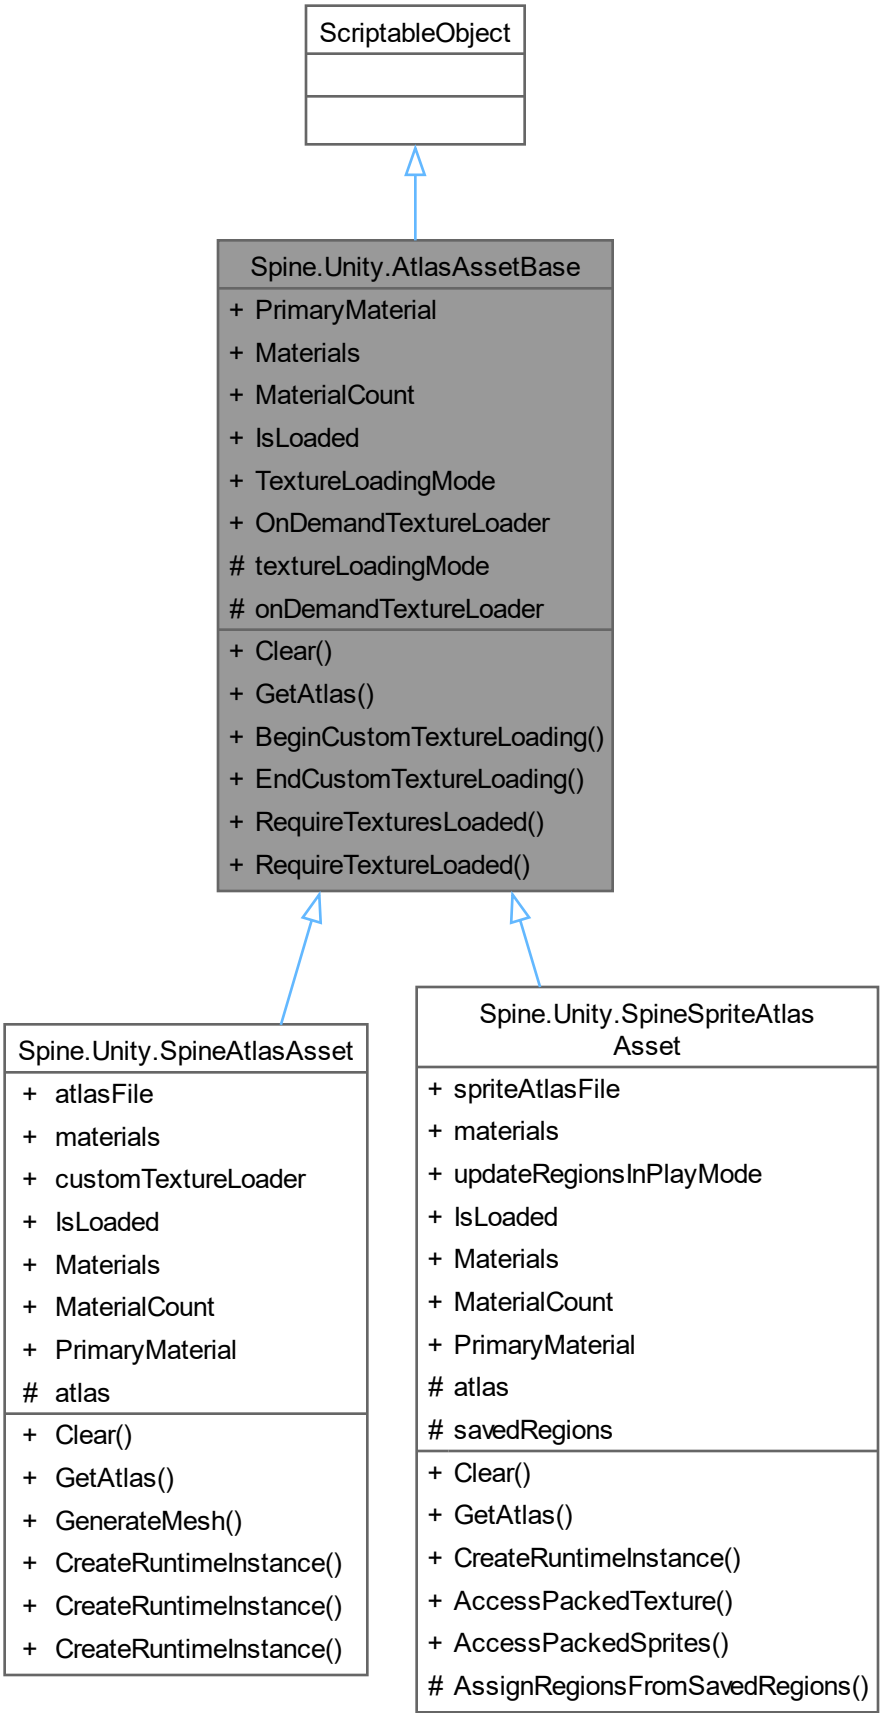 ScriptableObject
Spine.Unity.AtlasAssetBase
+ PrimaryMaterial
+ Materials
+ MaterialCount
+ IsLoaded
+ TextureLoadingMode
+ OnDemandTextureLoader
# textureLoadingMode
# onDemandTextureLoader
+ Clear()
+ GetAtlas()
+ BeginCustomTextureLoading()
+ EndCustomTextureLoading()
+ RequireTexturesLoaded()
+ RequireTextureLoaded()
Spine.Unity.SpineAtlasAsset
+ atlasFile
+ materials
+ customTextureLoader
+ IsLoaded
+ Materials
+ MaterialCount
+ PrimaryMaterial
# atlas
+ Clear()
+ GetAtlas()
+ GenerateMesh()
+ CreateRuntimeInstance()
+ CreateRuntimeInstance()
+ CreateRuntimeInstance()
Spine.Unity.SpineSpriteAtlas
Asset
+ spriteAtlasFile
+ materials
+ updateRegionsInPlayMode
+ IsLoaded
+ Materials
+ MaterialCount
+ PrimaryMaterial
# atlas
# savedRegions
+ Clear()
+ GetAtlas()
+ CreateRuntimeInstance()
+ AccessPackedTexture()
+ AccessPackedSprites()
# AssignRegionsFromSavedRegions()